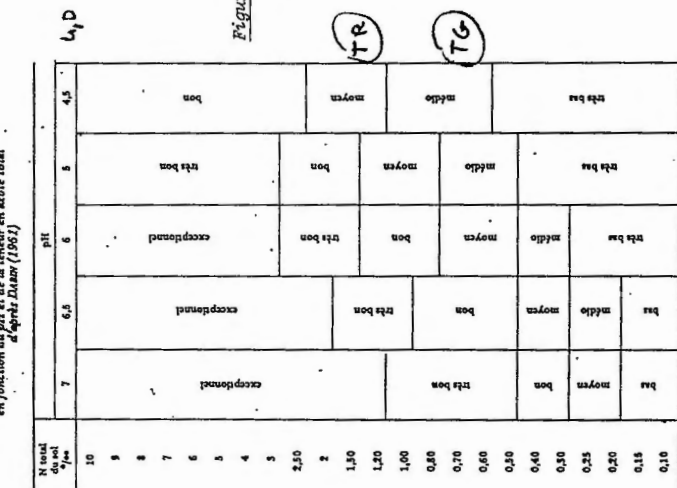 en fonction du pH et de la teneur en azote total
d'après DABIN (1961)
N total
du sol
‰
pH
7
6,5
6
5
4,5
10
9
8
7
6
5
4
3
2,50
2
1,50
1,20
1,00
0,80
0,70
0,60
0,50
0,40
0,30
0,25
0,20
0,15
0,10
exceptionnel
très bon
bon
moyen
bas
exceptionnel
très bon
bon
moyen
médio
bas
exceptionnel
très bon
bon
moyen
médio
très bas
très bon
bon
moyen
médio
très bas
bon
moyen
médio
très bas
TR
TG